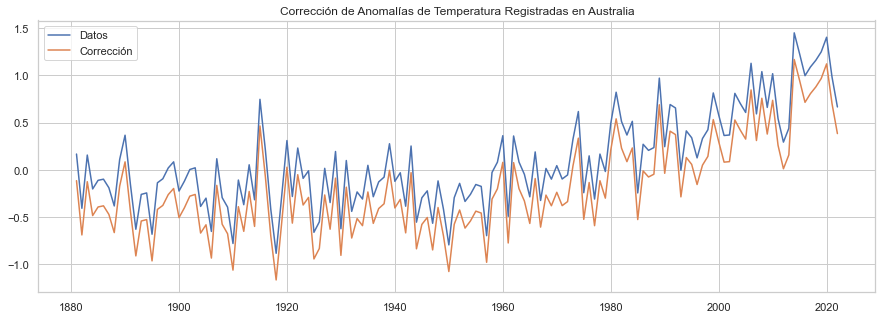 Corrección de Anomalías de Temperatura Registradas en Australia
Datos
Corrección
1.5
1.0
0.5
0.0
−0.5
−1.0
1880 1900 1920 1940 1960 1980 2000 2020